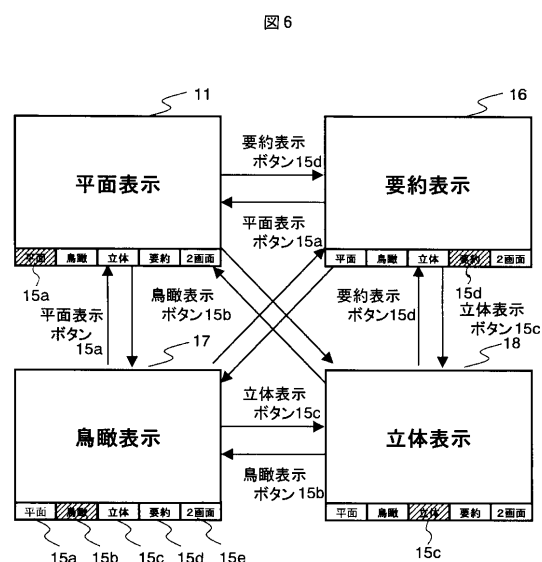 図6
11
16
平面表示
要約表示
ボタン15d
平面表示
ボタン15a
要約表示
平面 鳥瞰 立体 要約 2画面
平面 鳥瞰 立体 要約 2画面
15a
平面表示
ボタン
15a
鳥瞰表示
ボタン15b
17
要約表示
ボタン15d
15d
立体表示
ボタン15c
18
鳥瞰表示
立体表示
ボタン15c
鳥瞰表示
ボタン15b
立体表示
平面 鳥瞰 立体 要約 2画面
平面 鳥瞰 立体 要約 2画面
15a 15b 15c 15d 15e
15c